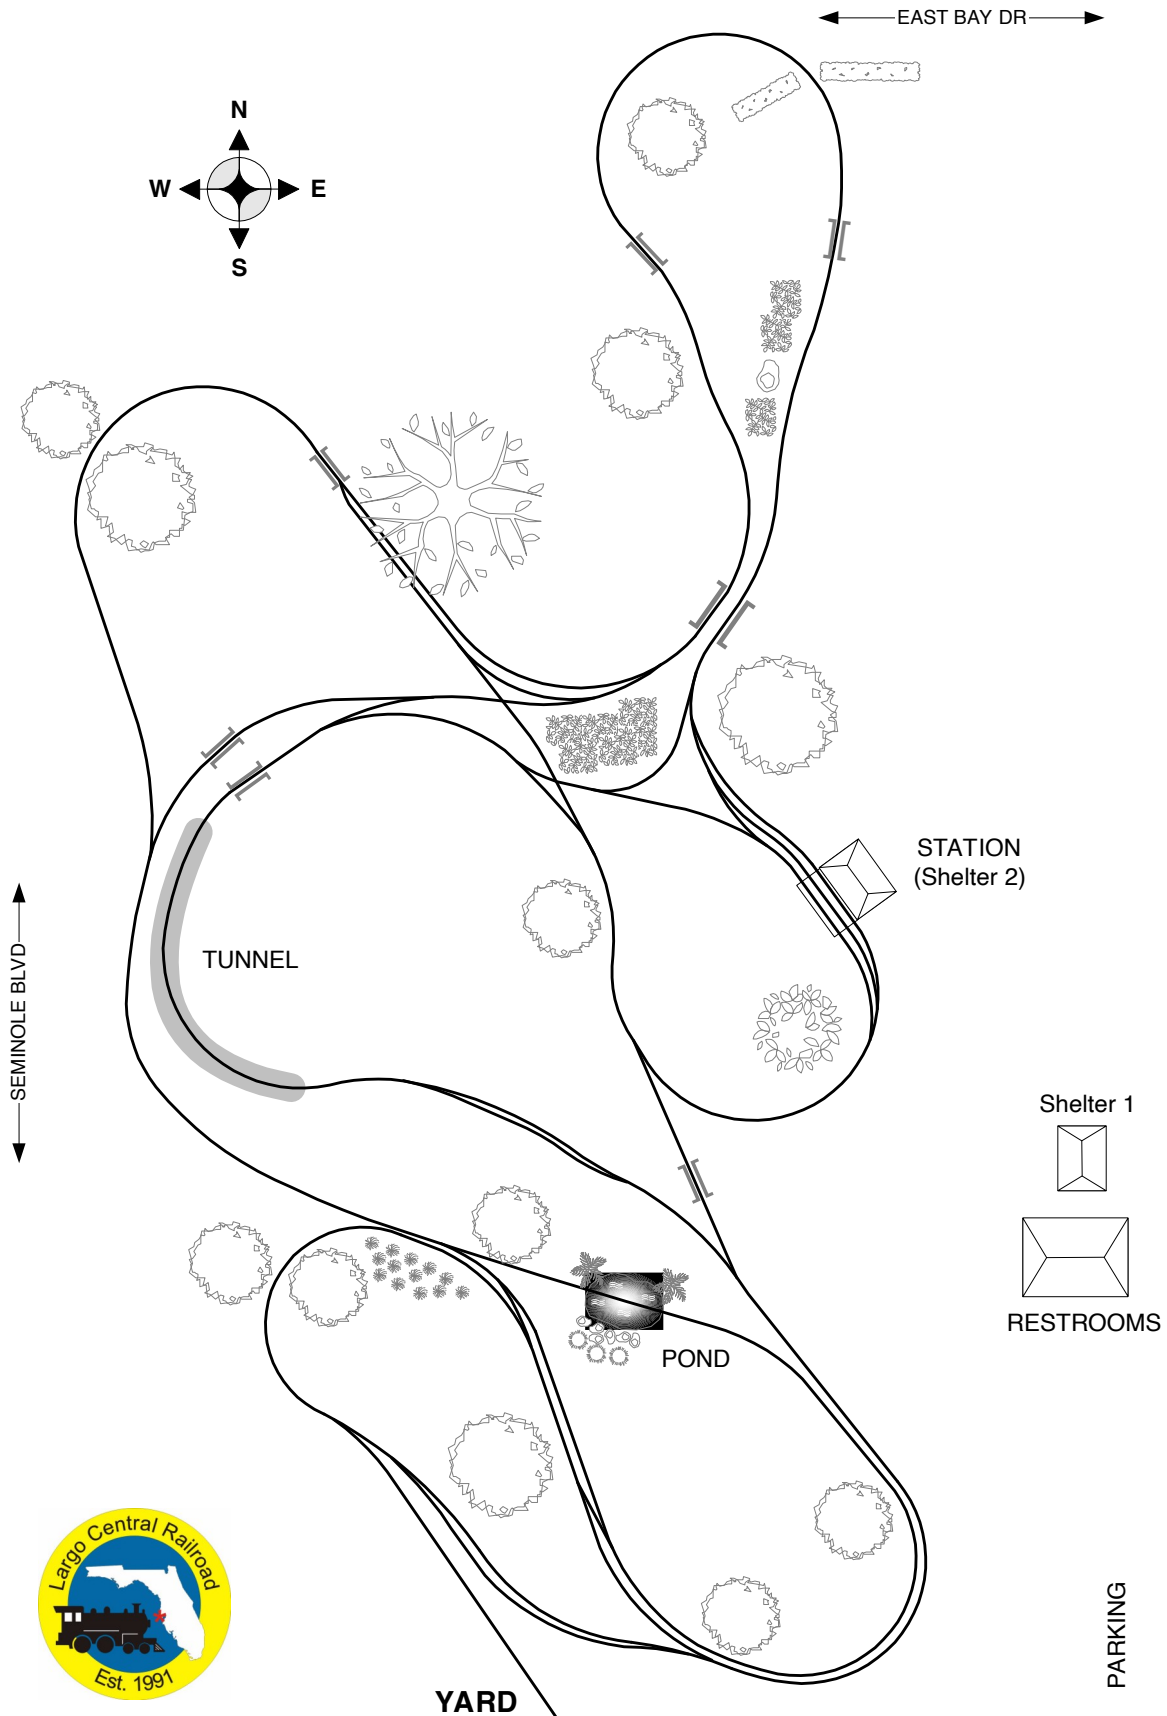 EAST BAY DR
N
W E
S
STATION
(Shelter 2)
TUNNEL
SEMINOLE BLVD
Shelter 1
RESTROOMS
POND
Largo Central Railroad
Est. 1991
PARKING
YARD